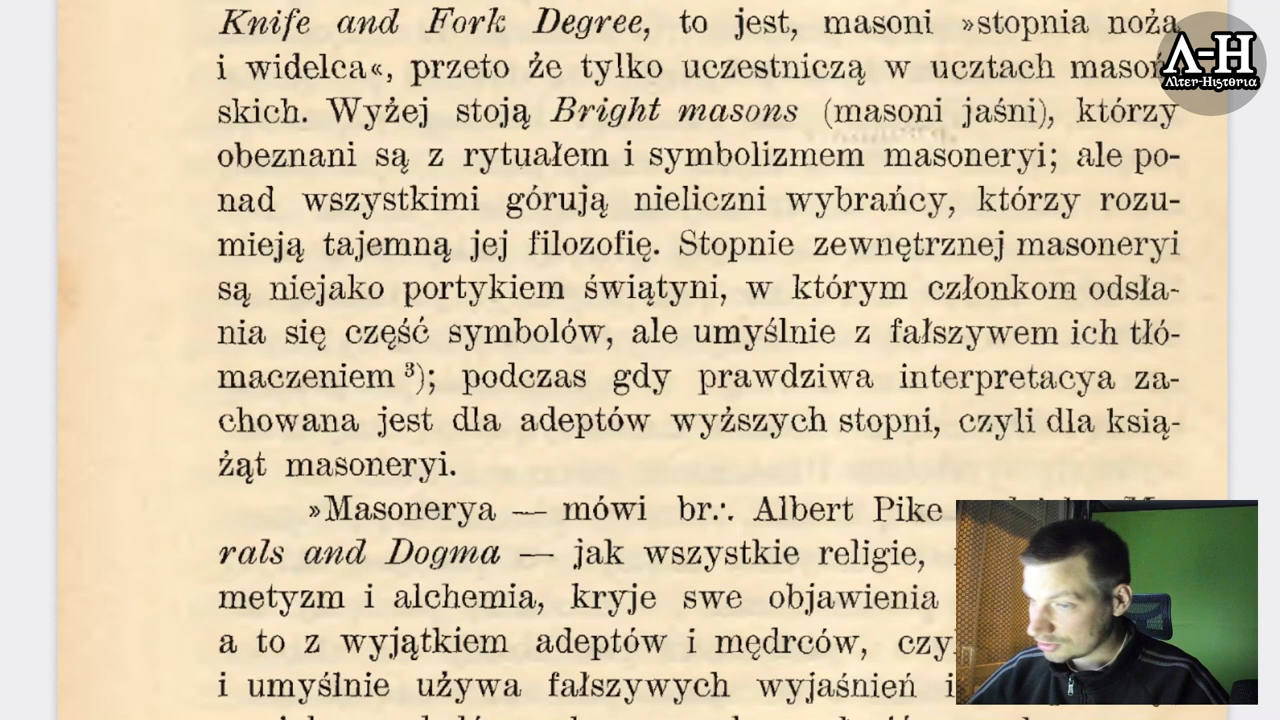 Knife and Fork Degree, to jest, masoni »stopnia noża
i widelca«, przeto że tylko uczestniczą w ucztach mason-
skich. Wyżej stoją Bright masons (masoni jaśni), którzy
obeznani są z rytuałem i symbolizmem masoneryi; ale po-
nad wszystkimi górują nieliczni wybrańcy, którzy rozu-
mieją tajemną jej filozofię. Stopnie zewnętrznej masoneryi
są niejako portykiem świątyni, w którym członkom odsła-
nia się część symbolów, ale umyślnie z fałszywem ich tłó-
maczeniem ³); podczas gdy prawdziwa interpretacya za-
chowana jest dla adeptów wyższych stopni, czyli dla ksią-
żąt masoneryi.
»Masonerya — mówi br∴ Albert Pike
rals and Dogma — jak wszystkie religie,
metyzm i alchemia, kryje swe objawienia
a to z wyjątkiem adeptów i mędrców,
i umyślnie używa fałszywych wyjaśnień
A-H
Alter-Historia